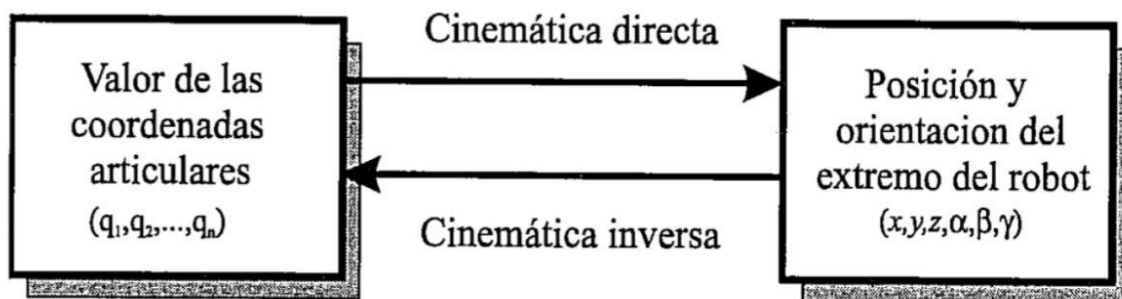 Cinemática directa
Valor de las
coordenadas
articulares
(q₁,q₂,...,qₙ)
Posición y
orientacion del
extremo del robot
(x,y,z,α,β,γ)
Cinemática inversa